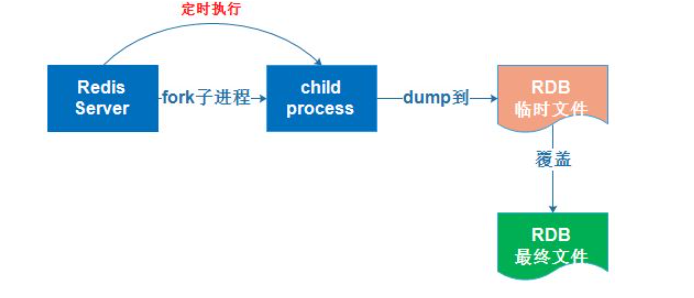 定时执行
Redis
Server
fork子进程
child
process
dump到
RDB
临时文件
覆盖
RDB
最终文件